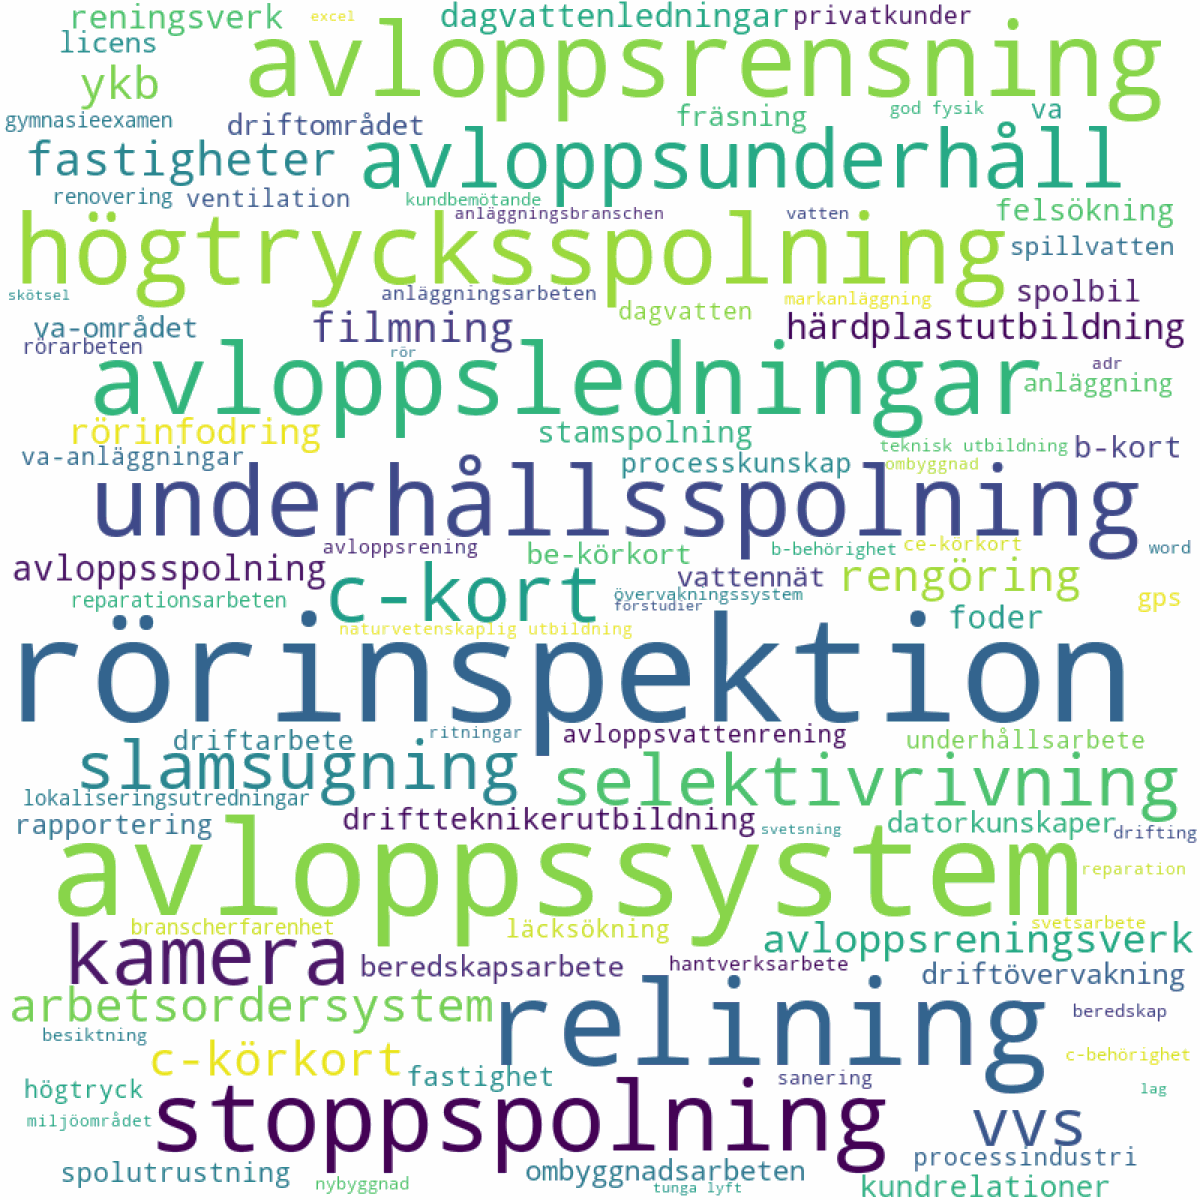 reningsverk excel dagvattenledningar privatkunder
licens avloppsrensning
ykb
gymnasieexamen driftområdet fräsning god fysik va
fastigheter avloppsunderhåll
renovering ventilation kundbemötande
högtrycksspolning anläggningsbranschen vatten felsökning
spillvatten
skötsel anläggningsarbeten dagvatten markanläggning spolbil
va-området filmning härdplastutbildning
rörarbeten rör adr
avloppsledningar anläggning
rörinfodring stamspolning teknisk utbildning b-kort
va-anläggningar processkunskap ombyggnad
underhållsspolning
avloppsspolning avloppsrening be-körkort b-behörighet ce-körkort word
c-kort vattennät rengöring
reparationsarbeten övervakningssystem förstudier gps
naturvetenskaplig utbildning foder
rörinspektion
driftarbete ritningar avloppsvattenrening underhållsarbete
slamsugning selektivrivning
lokaliseringsutredningar
rapportering driftteknikerutbildning svetsning datorkunskaper drifting
avloppssystem reparation
branscherfarenhet läcksökning svetsarbete
kamera beredskapsarbete hantverksarbete avloppsreningsverk
driftövervakning
arbetsordersystem relining beredskap
besiktning
c-körkort c-behörighet
högtryck fastighet sanering lag
miljöområdet stoppspolning vvs
processindustri
spolutrustning nybyggnad ombyggnadsarbeten tunga lyft kundrelationer